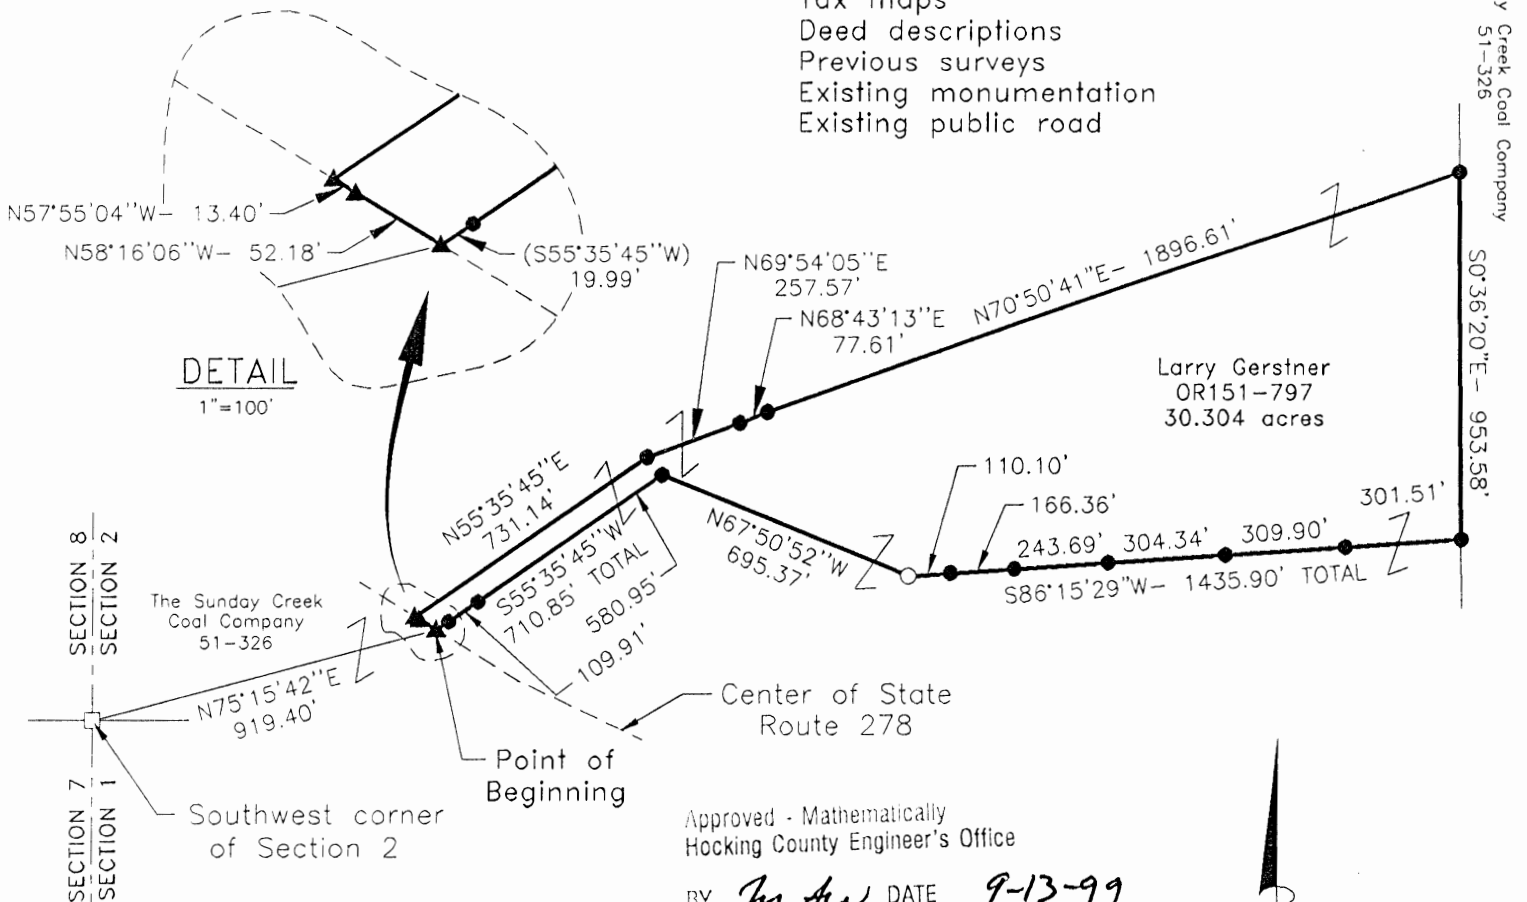 Tax maps
Deed descriptions
Previous surveys
Existing monumentation
Existing public road
Creek Coal Company
51-326
N57°55'04"W- 13.40'
N58°16'06"W- 52.18'
(S55°35'45"W)
19.99'
DETAIL
1"=100'
N69°54'05"E
257.57'
N68°43'13"E
77.61'
N70°50'41"E- 1896.61'
S0°36'20"E- 953.58'
Larry Gerstner
OR151-797
30.304 acres
N55°35'45"E
731.14'
S55°35'45"W
710.85' TOTAL
580.95'
109.91'
N67°50'52"W
695.37'
110.10'
166.36'
243.69'
304.34'
309.90'
301.51'
S86°15'29"W- 1435.90' TOTAL
SECTION 8
SECTION 2
The Sunday Creek
Coal Company
51-326
N75°15'42"E
919.40'
Center of State
Route 278
Point of
Beginning
SECTION 7
SECTION 1
Southwest corner
of Section 2
Approved - Mathematically
Hocking County Engineer's Office
BY DATE 9-13-99